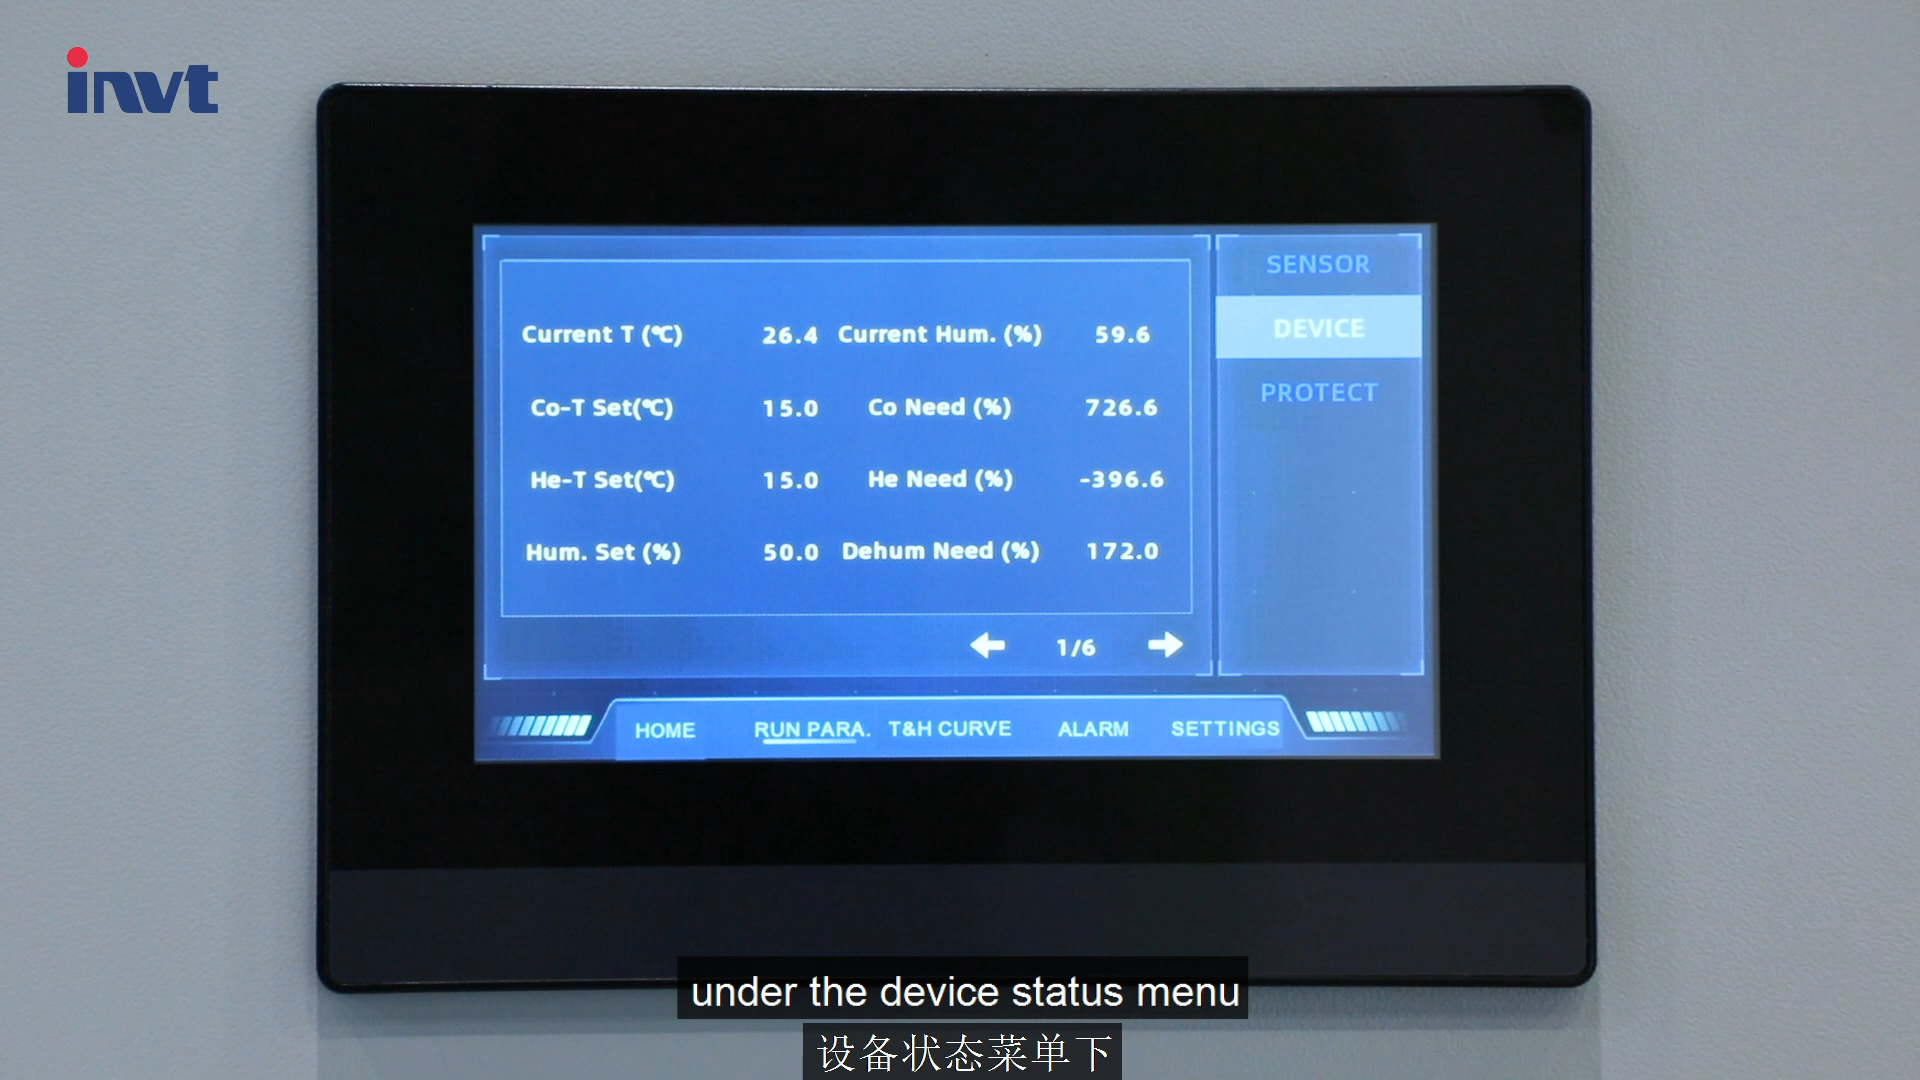 invt
SENSOR
DEVICE
PROTECT
Current T (℃) 26.4 Current Hum. (%) 59.6
Co-T Set(℃) 15.0 Co Need (%) 726.6
He-T Set(℃) 15.0 He Need (%) -396.6
Hum. Set (%) 50.0 Dehum Need (%) 172.0
1/6
HOME RUN PARA. T&H CURVE ALARM SETTINGS
under the device status menu
设备状态菜单下